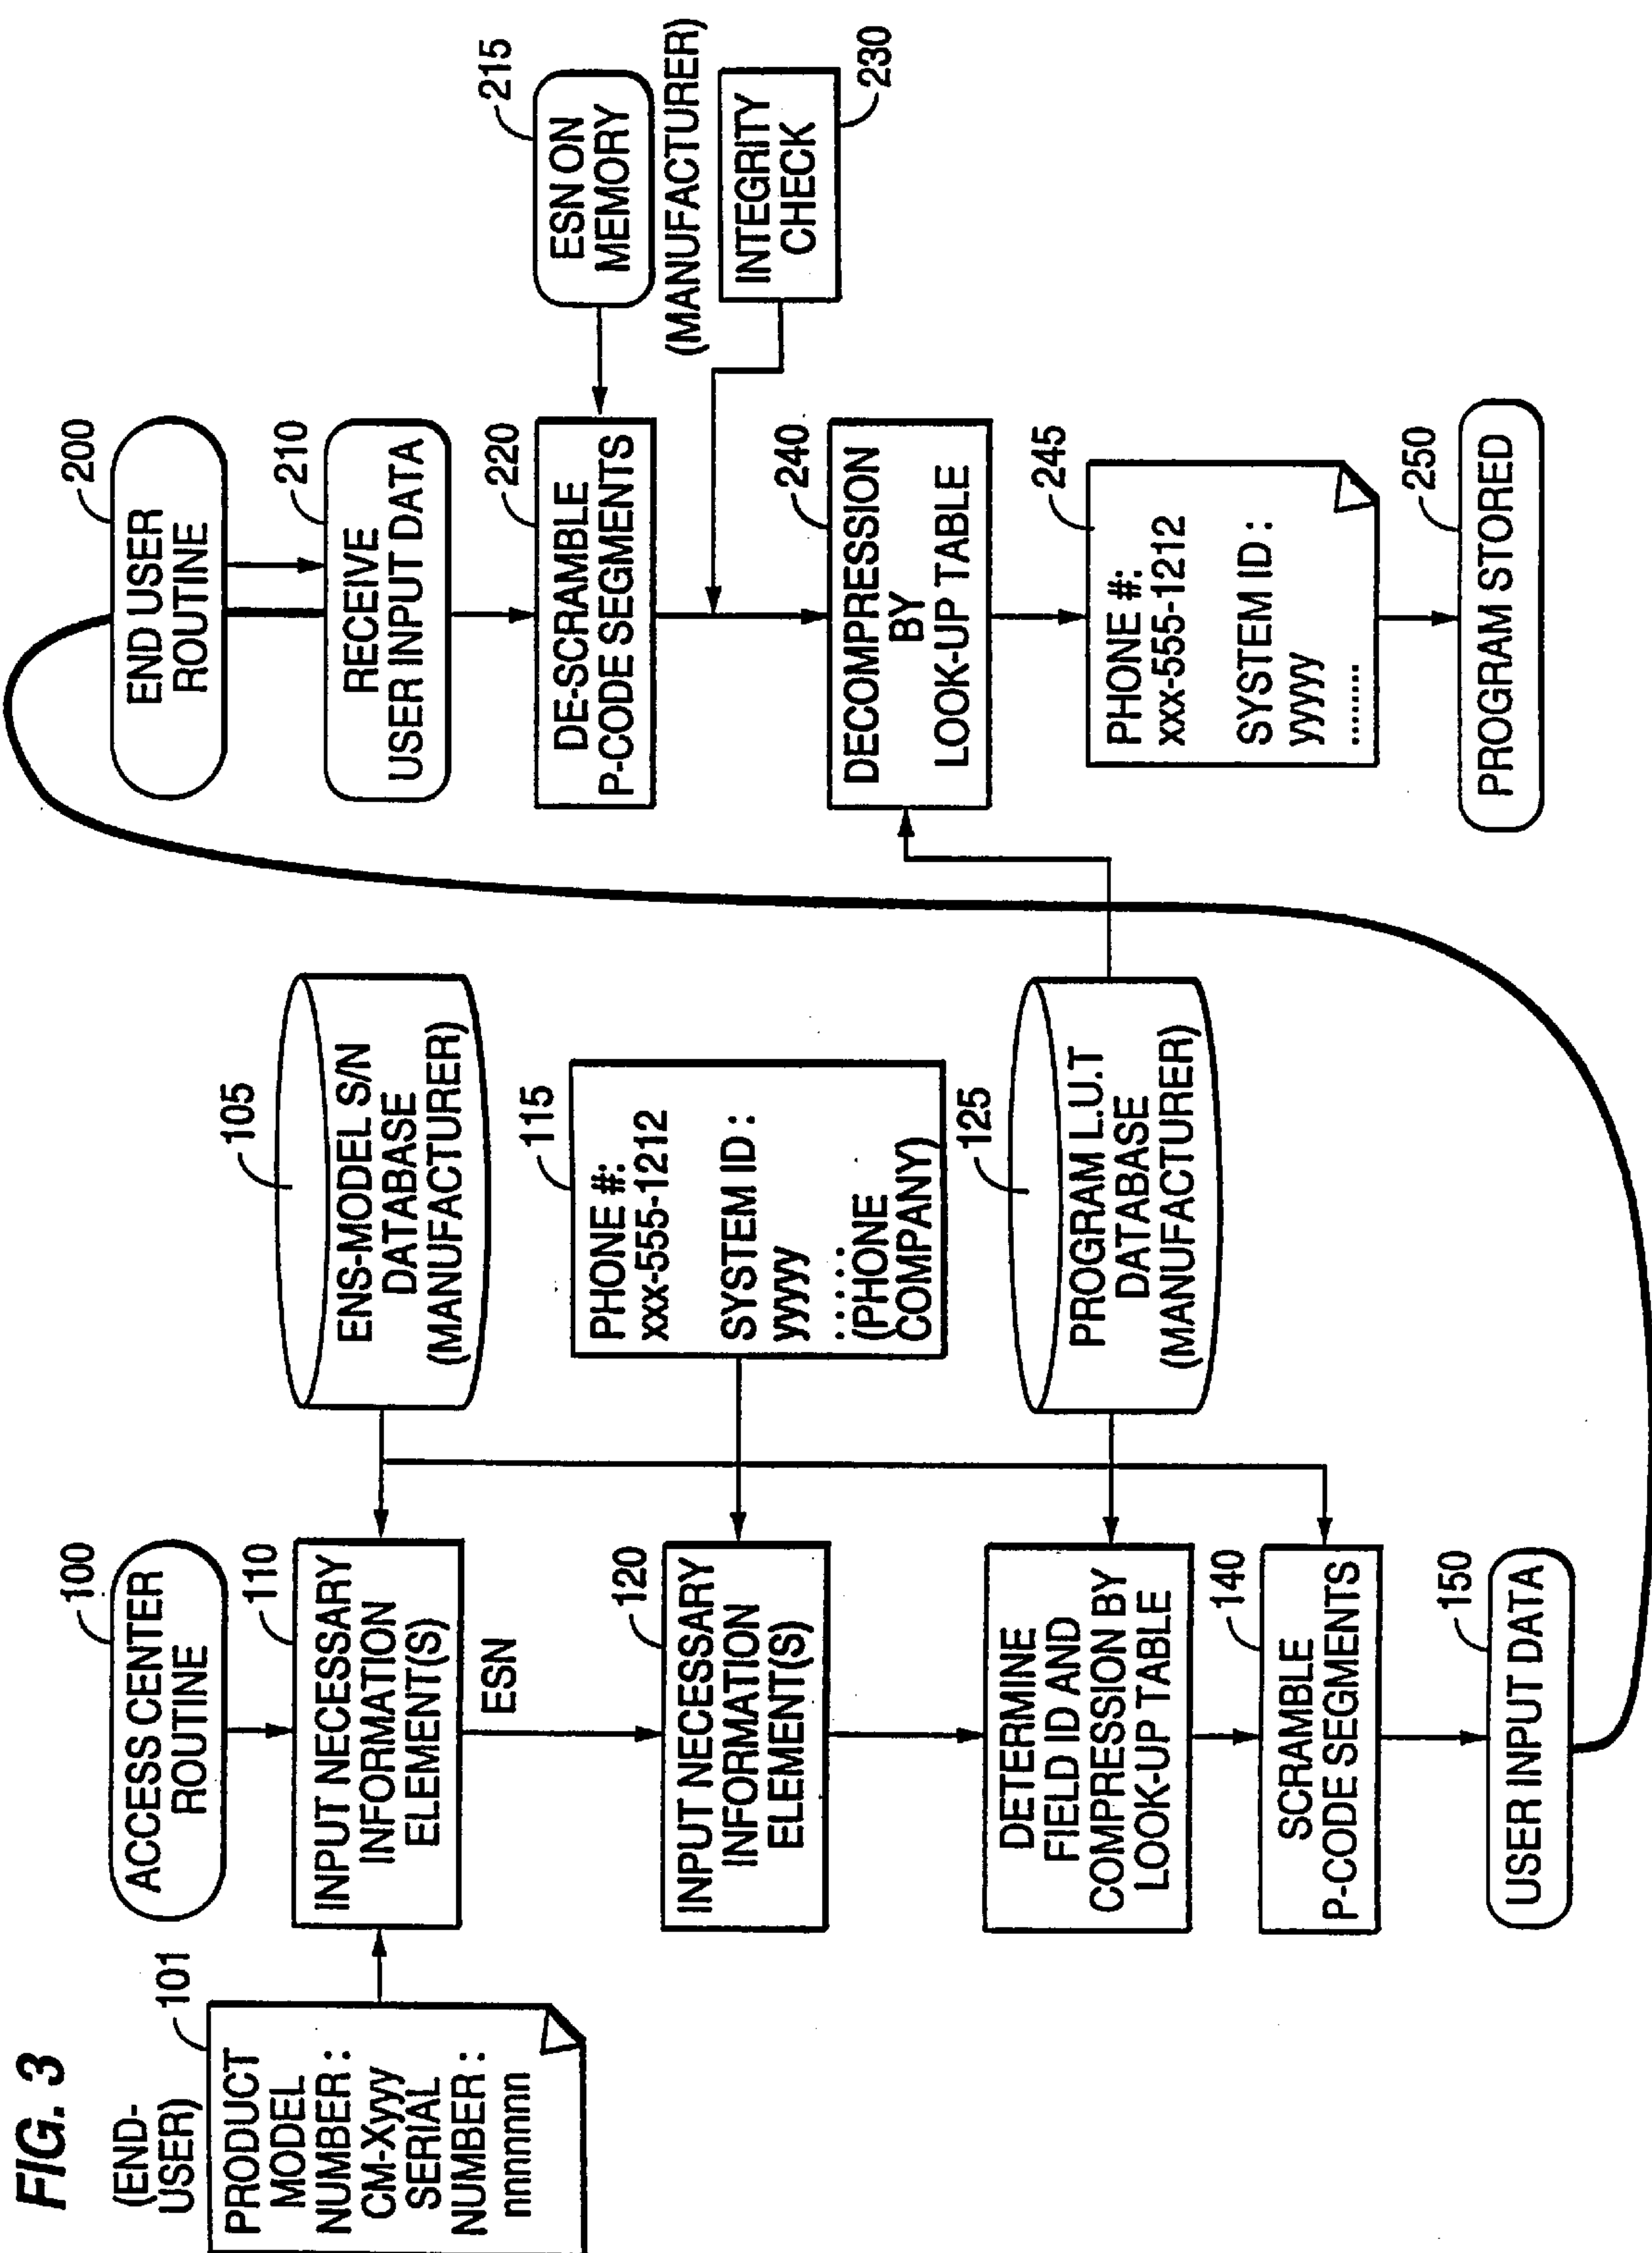 FIG. 3
(END-
USER)
101
PRODUCT
MODEL
NUMBER :
CM-Xyyy
SERIAL
NUMBER :
nnnnnnn
100
ACCESS CENTER
ROUTINE
110
INPUT NECESSARY
INFORMATION
ELEMENT(S)
ESN
120
INPUT NECESSARY
INFORMATION
ELEMENT(S)
DETERMINE
FIELD ID AND
COMPRESSION BY
LOOK-UP TABLE
140
SCRAMBLE
P-CODE SEGMENTS
150
USER INPUT DATA
105
ENS-MODEL S/N
DATABASE
(MANUFACTURER)
115
PHONE #:
xxx-555-1212
SYSTEM ID :
yyyyy
......
(PHONE
COMPANY)
125
PROGRAM L.U.T
DATABASE
(MANUFACTURER)
200
END USER
ROUTINE
210
RECEIVE
USER INPUT DATA
220
DE-SCRAMBLE
P-CODE SEGMENTS
240
DECOMPRESSION
BY
LOOK-UP TABLE
245
PHONE #:
xxx-555-1212
SYSTEM ID :
yyyyy
........
250
PROGRAM STORED
215
ESN ON
MEMORY
(MANUFACTURER)
230
INTEGRITY
CHECK